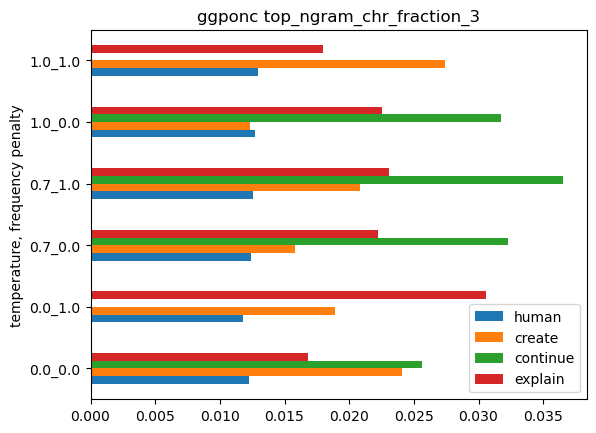 ggponc top_ngram_chr_fraction_3
temperature, frequency penalty
1.0_1.0
1.0_0.0
0.7_1.0
0.7_0.0
0.0_1.0
0.0_0.0
human
create
continue
explain
0.000 0.005 0.010 0.015 0.020 0.025 0.030 0.035